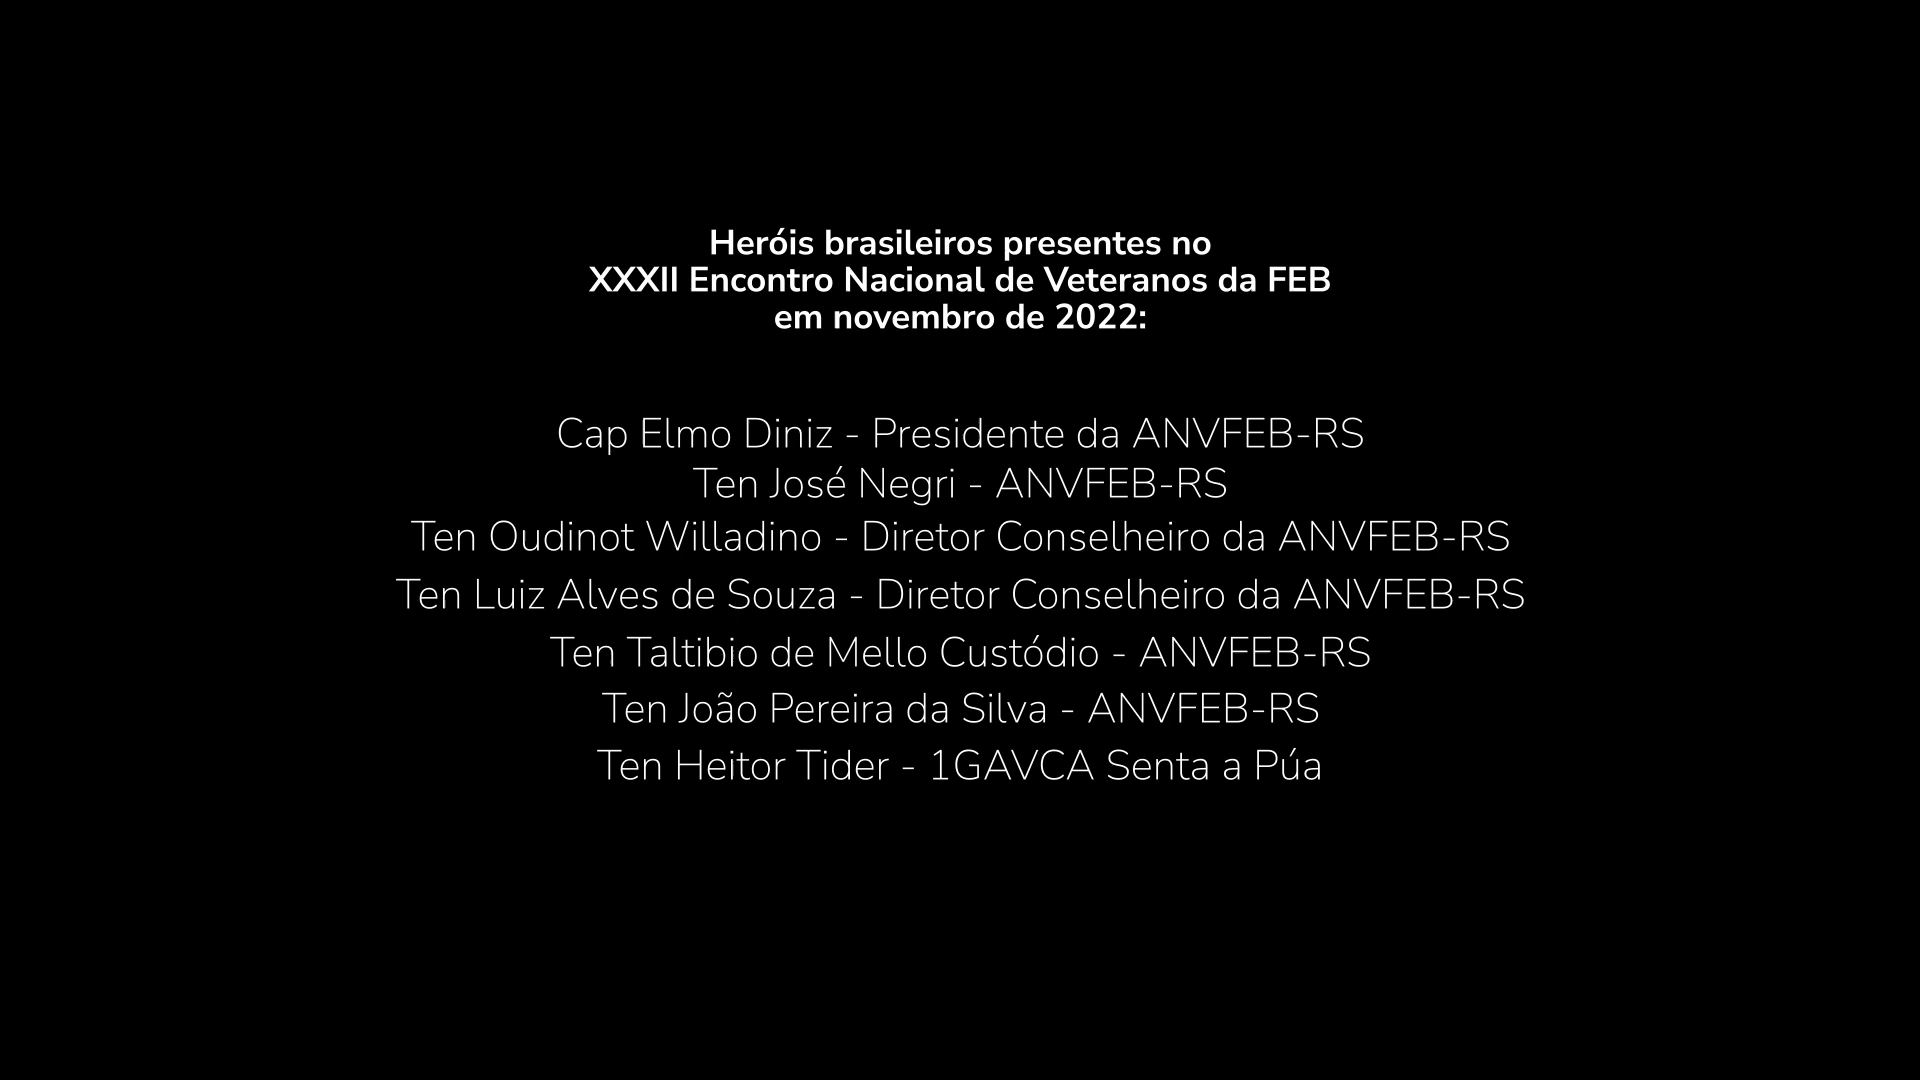 Heróis brasileiros presentes no
XXXII Encontro Nacional de Veteranos da FEB
em novembro de 2022:
Cap Elmo Diniz - Presidente da ANVFEB-RS
Ten José Negri - ANVFEB-RS
Ten Oudinot Willadino - Diretor Conselheiro da ANVFEB-RS
Ten Luiz Alves de Souza - Diretor Conselheiro da ANVFEB-RS
Ten Taltibio de Mello Custódio - ANVFEB-RS
Ten João Pereira da Silva - ANVFEB-RS
Ten Heitor Tider - 1GAVCA Senta a Púa